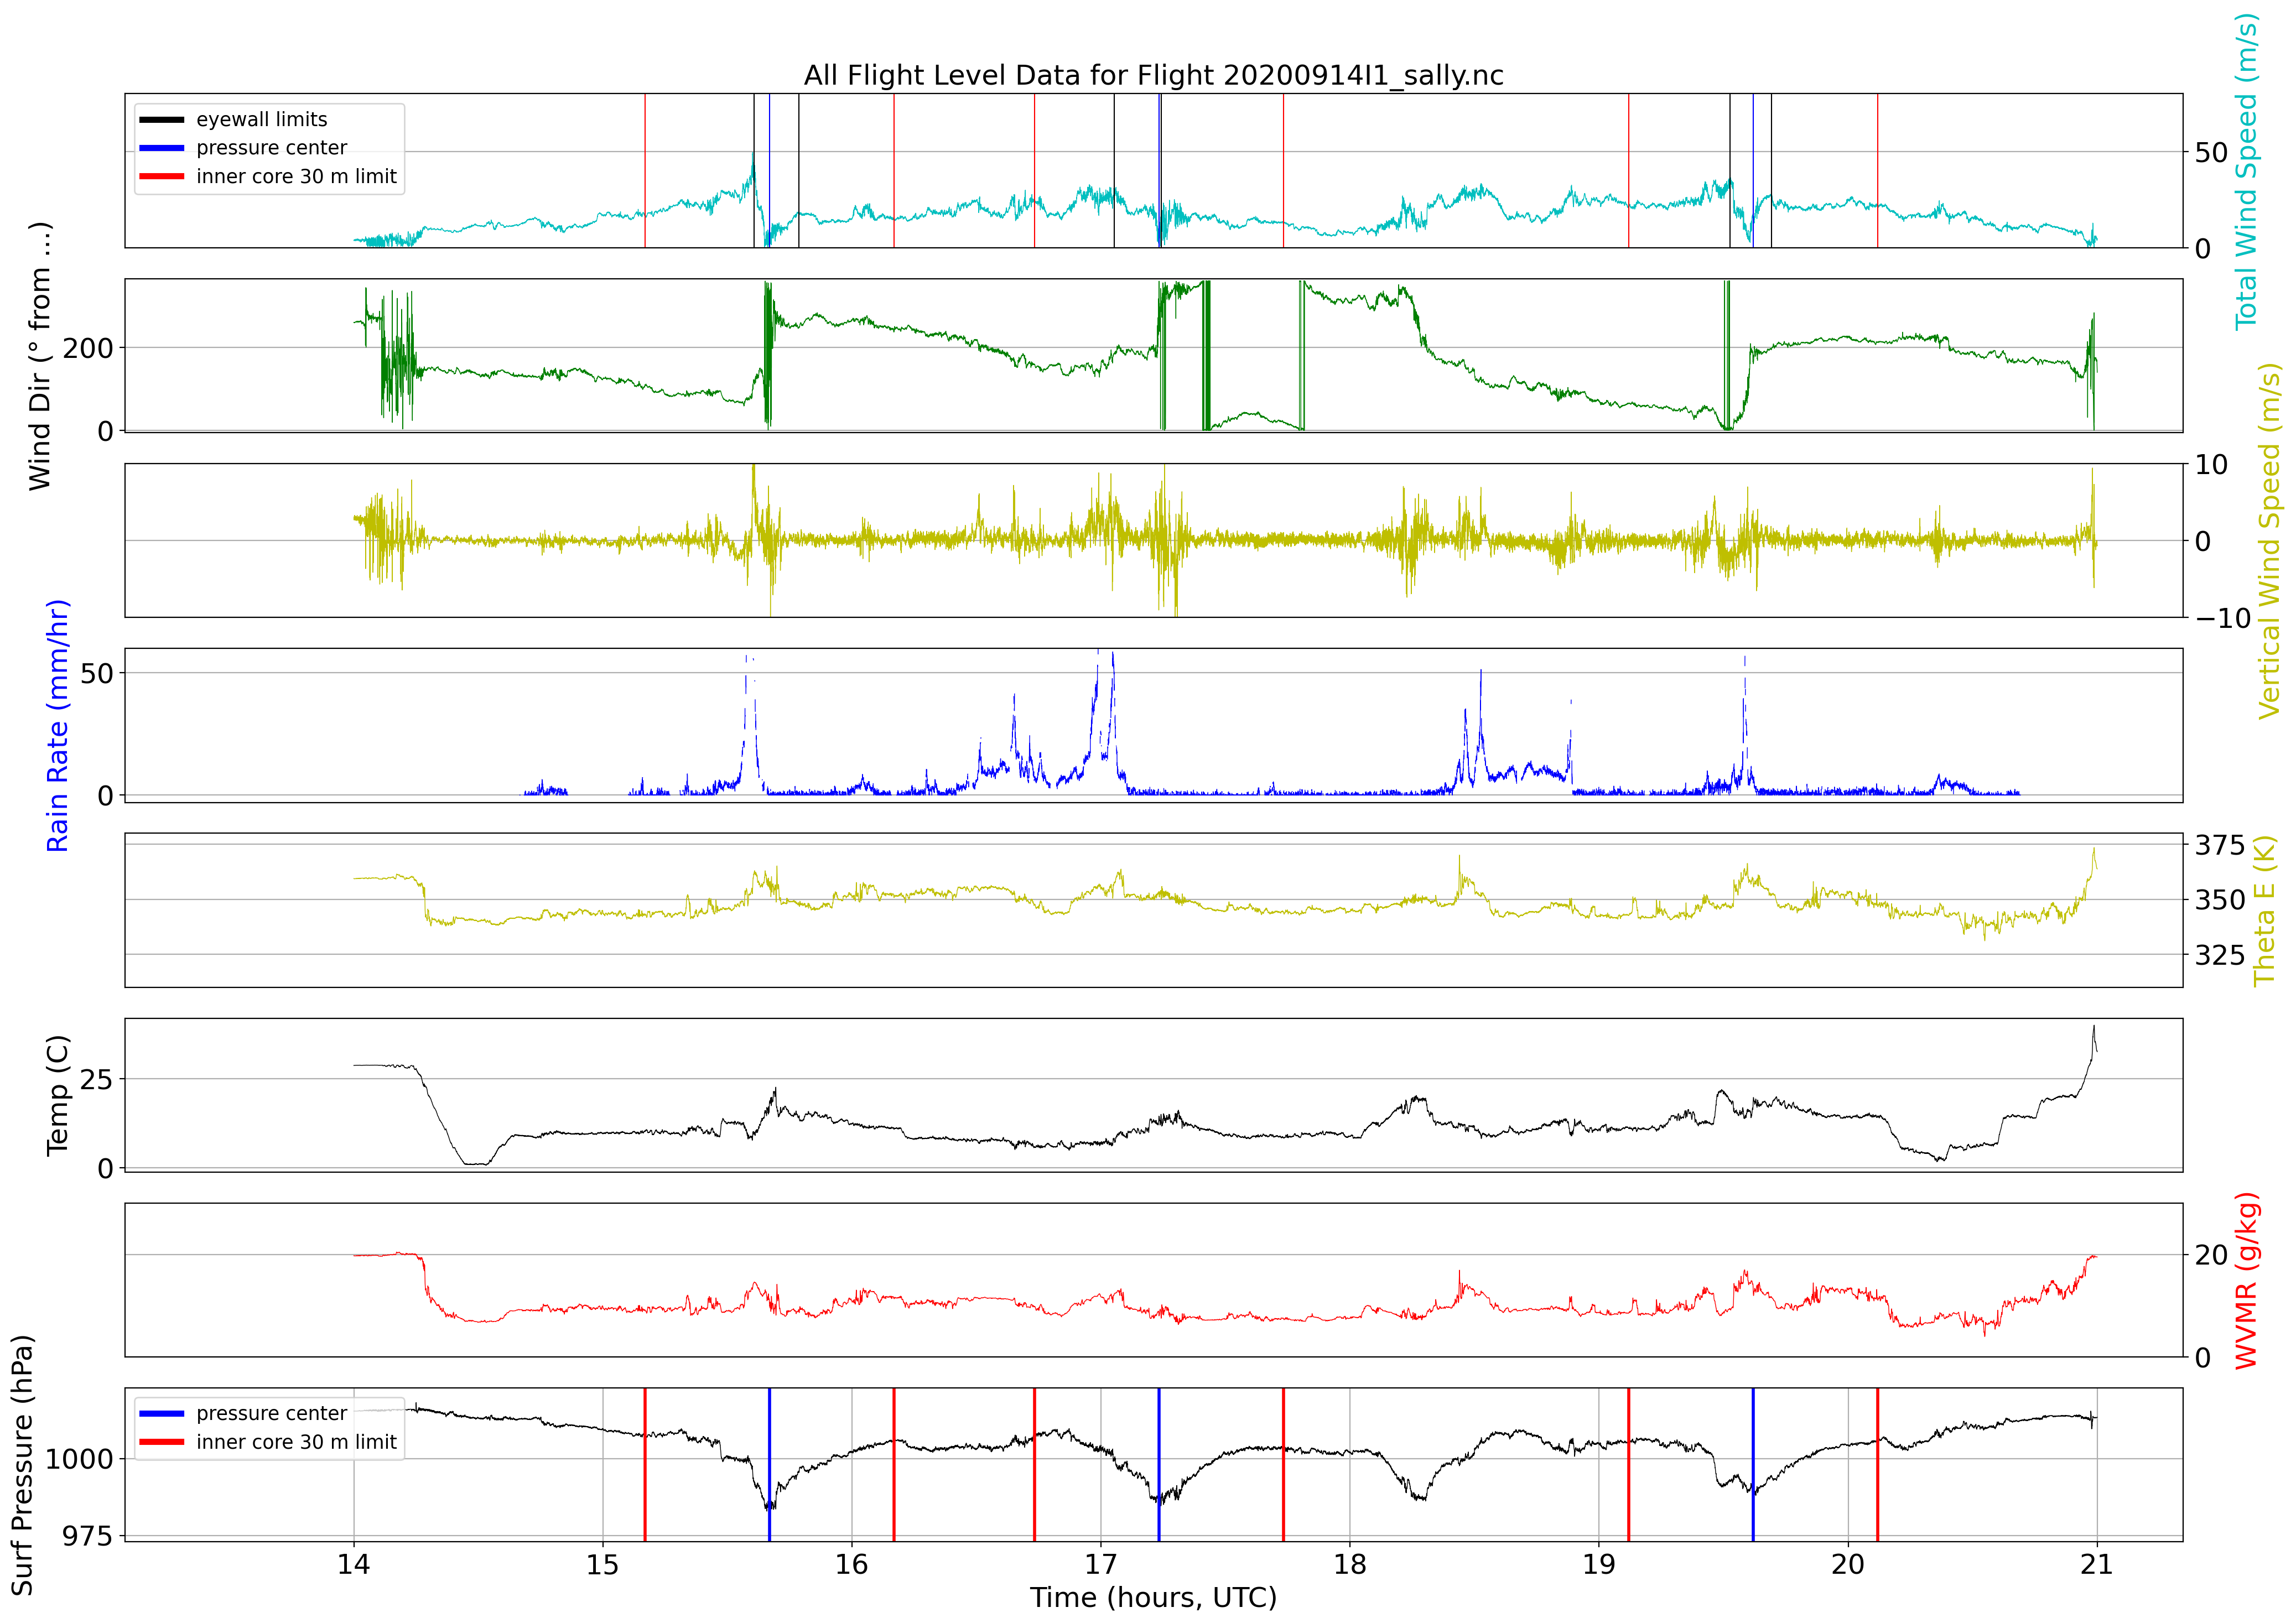 All Flight Level Data for Flight 20200914I1_sally.nc
eyewall limits
pressure center
inner core 30 m limit
50
0
Total Wind Speed (m/s)
Wind Dir (° from ...)
200
0
10
0
−10
Vertical Wind Speed (m/s)
Rain Rate (mm/hr)
50
0
375
350
325
Theta E (K)
Temp (C)
25
0
20
0
WVMR (g/kg)
Surf Pressure (hPa)
pressure center
inner core 30 m limit
1000
975
14 15 16 17 18 19 20 21
Time (hours, UTC)